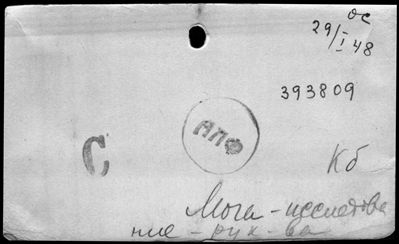 ос
29/I 48
393809
АПФ
С
Кб
Мога - исследова
ние - рук - ва